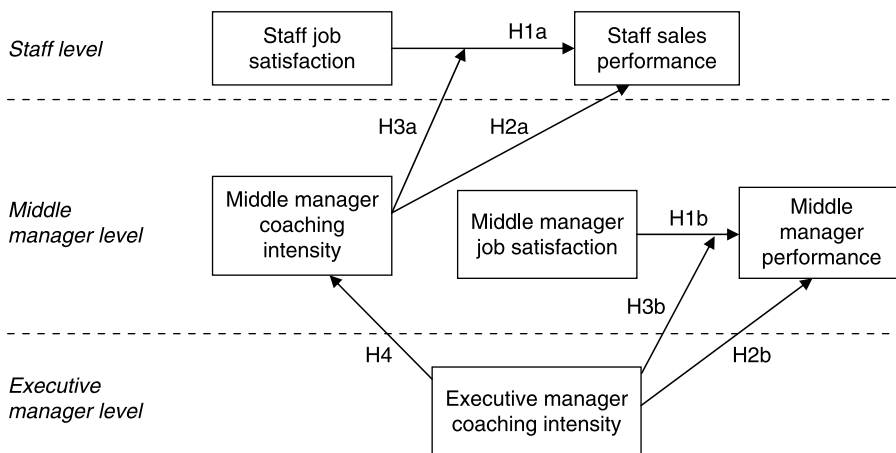 Staff level
Staff job
satisfaction
H1a
Staff sales
performance
H3a
H2a
Middle
manager level
Middle manager
coaching
intensity
Middle manager
job satisfaction
H1b
Middle
manager
performance
H3b
H4
H2b
Executive
manager level
Executive manager
coaching intensity